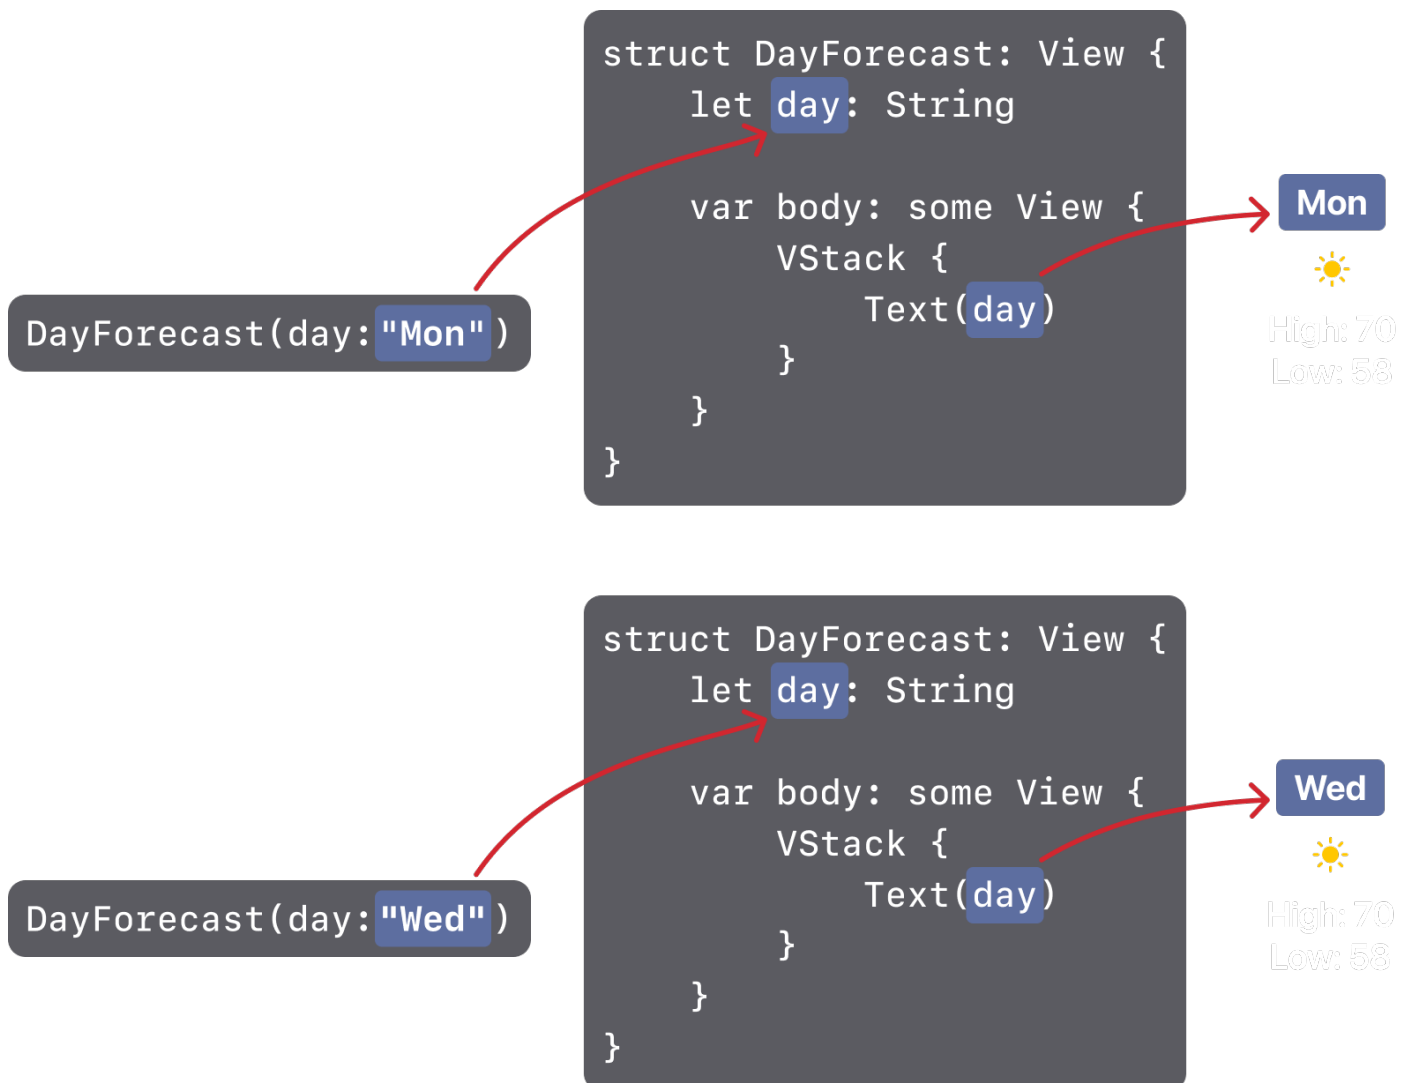 struct DayForecast: View {
let day: String
var body: some View {
VStack {
Text(day)
}
}
}
DayForecast(day:"Mon")
Mon
High: 70
Low: 58
struct DayForecast: View {
let day: String
var body: some View {
VStack {
Text(day)
}
}
}
DayForecast(day:"Wed")
Wed
High: 70
Low: 58